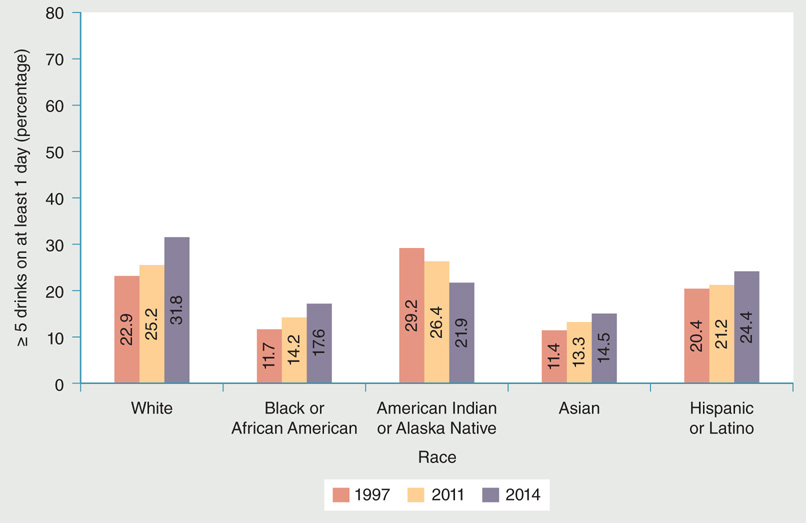 ≥ 5 drinks on at least 1 day (percentage)
80
70
60
50
40
30
20
10
0
22.9
25.2
31.8
11.7
14.2
17.6
29.2
26.4
21.9
11.4
13.3
14.5
20.4
21.2
24.4
White
Black or
African American
American Indian
or Alaska Native
Asian
Hispanic
or Latino
Race
1997
2011
2014